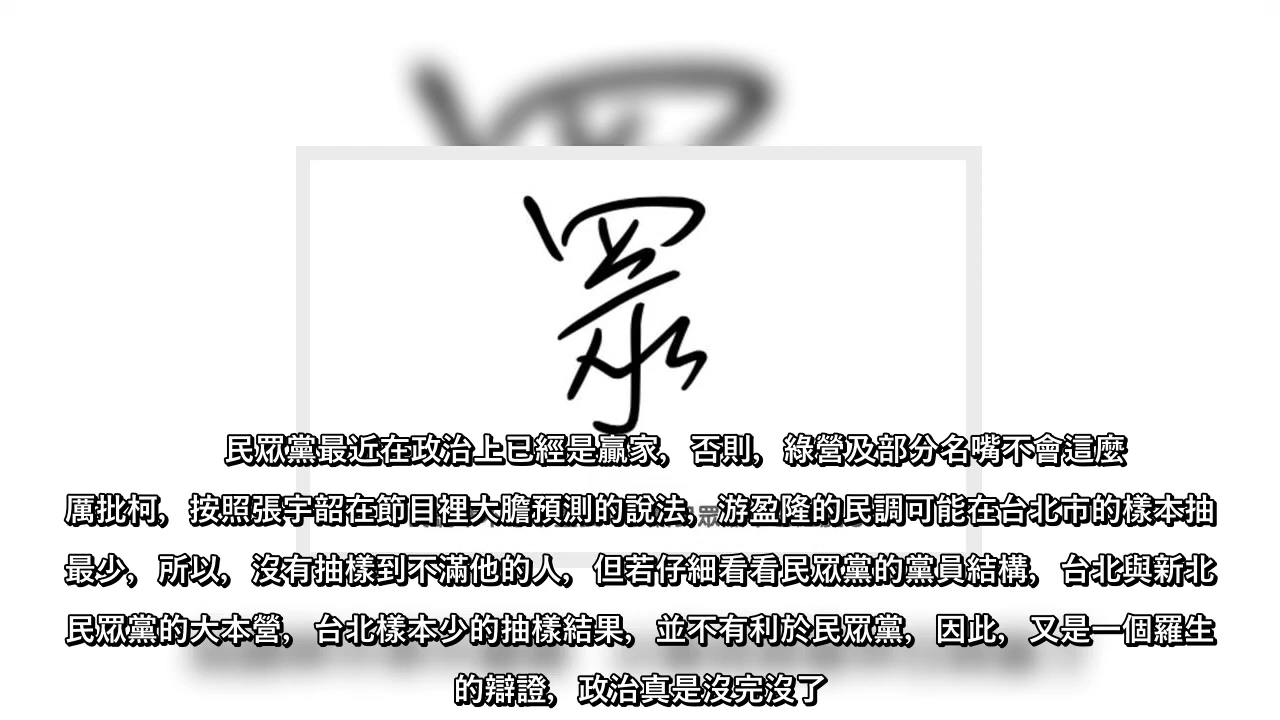 眾
民眾黨最近在政治上已經是贏家，否則，綠營及部分名嘴不會這麼
厲批柯，按照張宇韶在節目裡大膽預測的說法，游盈隆的民調可能在台北市的樣本抽
最少，所以，沒有抽樣到不滿他的人，但若仔細看看民眾黨的黨員結構，台北與新北
民眾黨的大本營，台北樣本少的抽樣結果，並不有利於民眾黨，因此，又是一個羅生
的辯證，政治真是沒完沒了